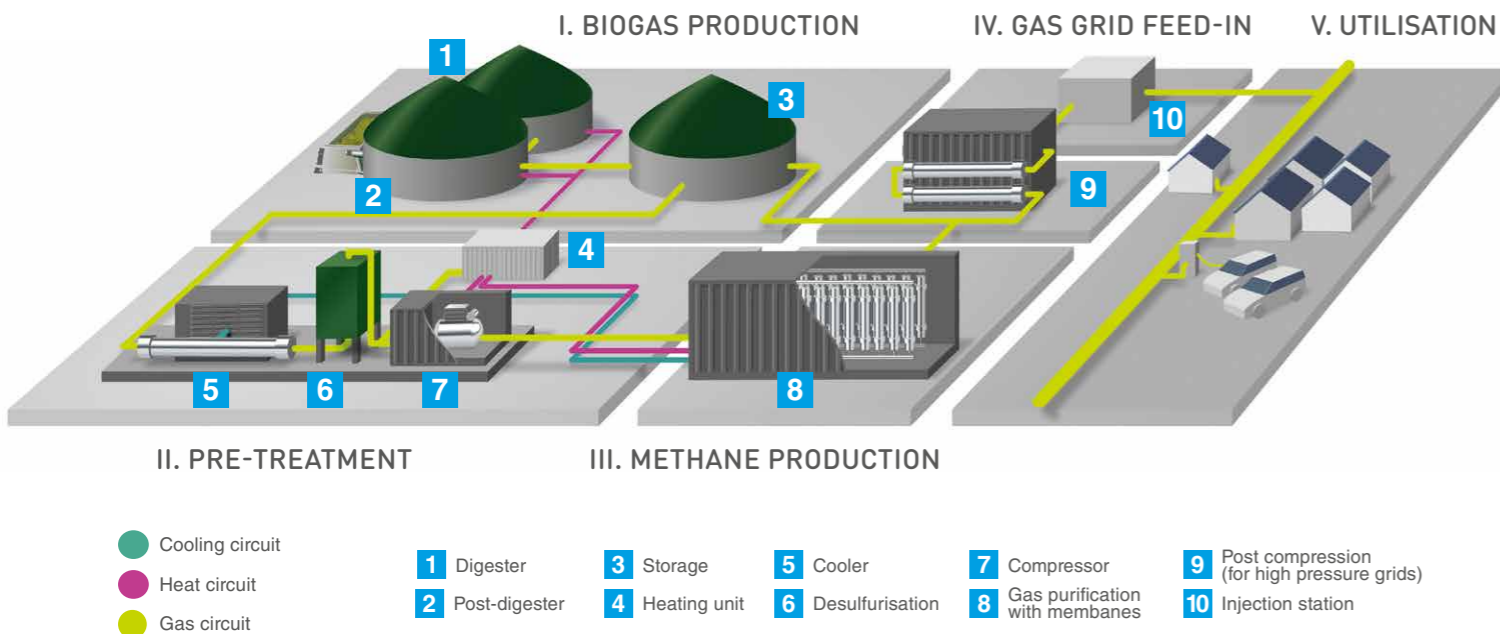 I. BIOGAS PRODUCTION
IV. GAS GRID FEED-IN
V. UTILISATION
1
2
3
4
5
6
7
8
9
10
II. PRE-TREATMENT
III. METHANE PRODUCTION
Cooling circuit
Heat circuit
Gas circuit
1 Digester
2 Post-digester
3 Storage
4 Heating unit
5 Cooler
6 Desulfurisation
7 Compressor
8 Gas purification
with membanes
9 Post compression
(for high pressure grids)
10 Injection station